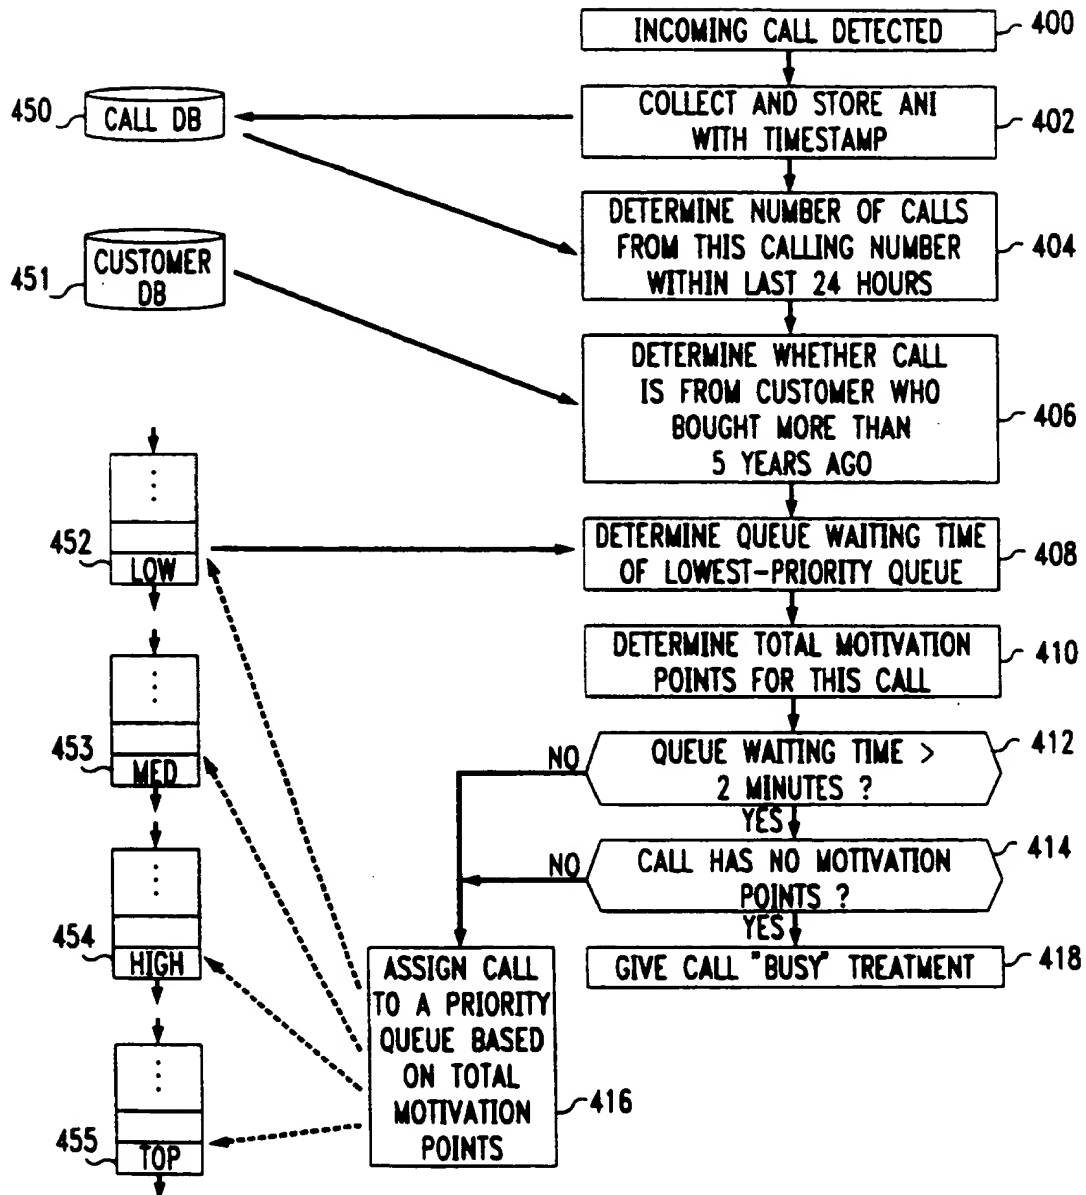 INCOMING CALL DETECTED
400
450
CALL DB
COLLECT AND STORE ANI
WITH TIMESTAMP
402
451
CUSTOMER
DB
DETERMINE NUMBER OF CALLS
FROM THIS CALLING NUMBER
WITHIN LAST 24 HOURS
404
DETERMINE WHETHER CALL
IS FROM CUSTOMER WHO
BOUGHT MORE THAN
5 YEARS AGO
406
452
LOW
DETERMINE QUEUE WAITING TIME
OF LOWEST-PRIORITY QUEUE
408
DETERMINE TOTAL MOTIVATION
POINTS FOR THIS CALL
410
453
MED
NO
QUEUE WAITING TIME >
2 MINUTES ?
412
YES
NO
CALL HAS NO MOTIVATION
POINTS ?
414
YES
454
HIGH
GIVE CALL "BUSY" TREATMENT
418
ASSIGN CALL
TO A PRIORITY
QUEUE BASED
ON TOTAL
MOTIVATION
POINTS
416
455
TOP